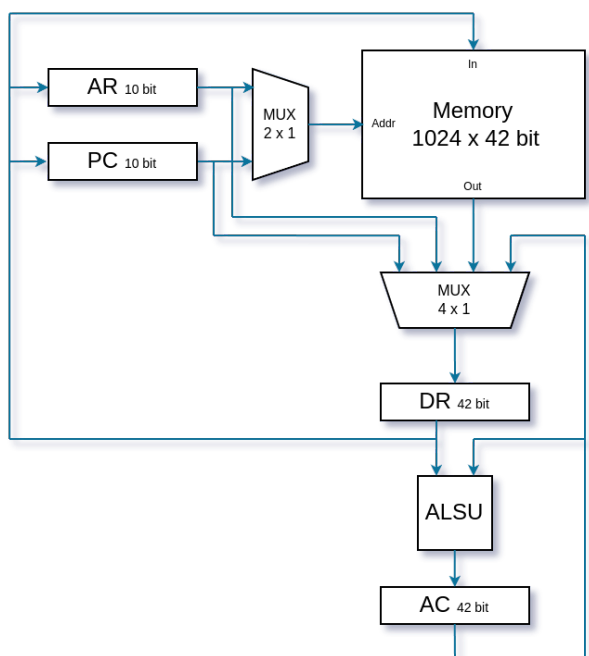 In
AR 10 bit
MUX
2 x 1
Addr
Memory
1024 x 42 bit
PC 10 bit
Out
MUX
4 x 1
DR 42 bit
ALSU
AC 42 bit